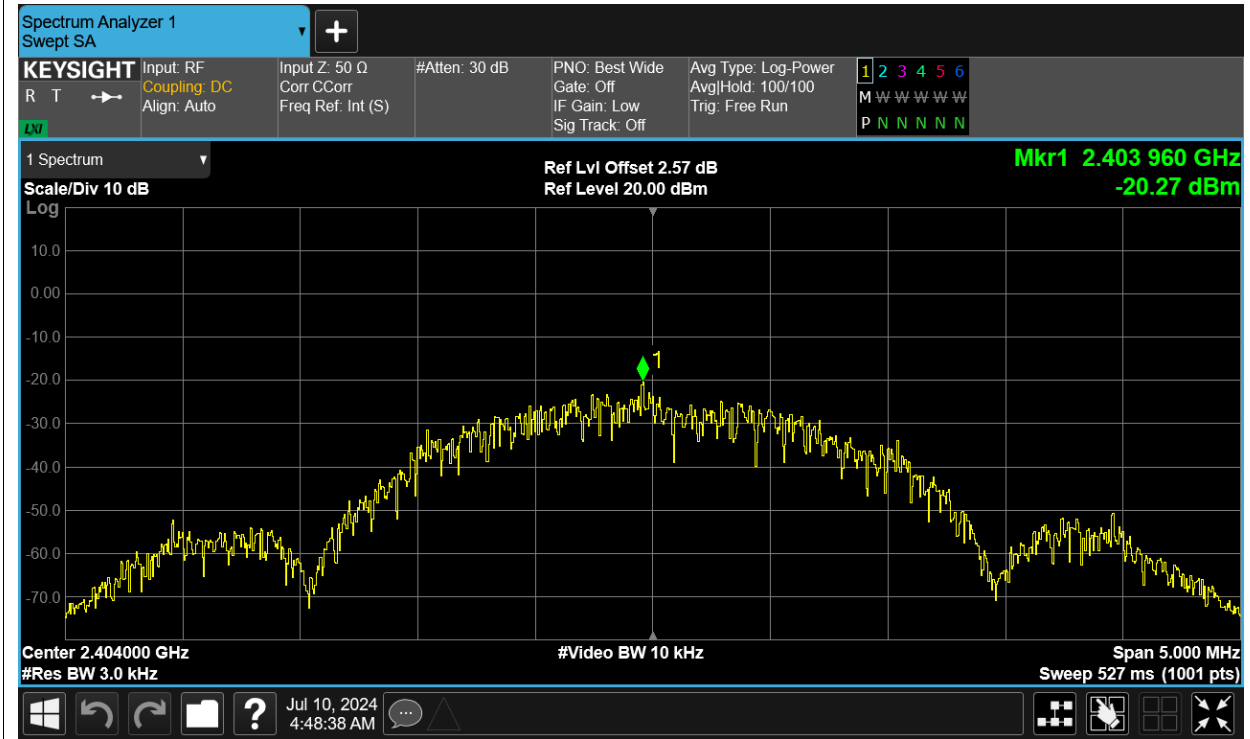 Spectrum Analyzer 1
Swept SA
+
KEYSIGHT
R T
LXI
Input: RF
Coupling: DC
Align: Auto
Input Z: 50 Ω
Corr CCorr
Freq Ref: Int (S)
#Atten: 30 dB
PNO: Best Wide
Gate: Off
IF Gain: Low
Sig Track: Off
Avg Type: Log-Power
Avg|Hold: 100/100
Trig: Free Run
1 2 3 4 5 6
M W W W W W W
P N N N N N N
1 Spectrum
Scale/Div 10 dB
Log
Ref Lvl Offset 2.57 dB
Ref Level 20.00 dBm
Mkr1 2.403 960 GHz
-20.27 dBm
10.0
0.00
-10.0
1
-20.0
-30.0
-40.0
-50.0
-60.0
-70.0
Center 2.404000 GHz
#Video BW 10 kHz
Span 5.000 MHz
#Res BW 3.0 kHz
Sweep 527 ms (1001 pts)
?
Jul 10, 2024
4:48:38 AM